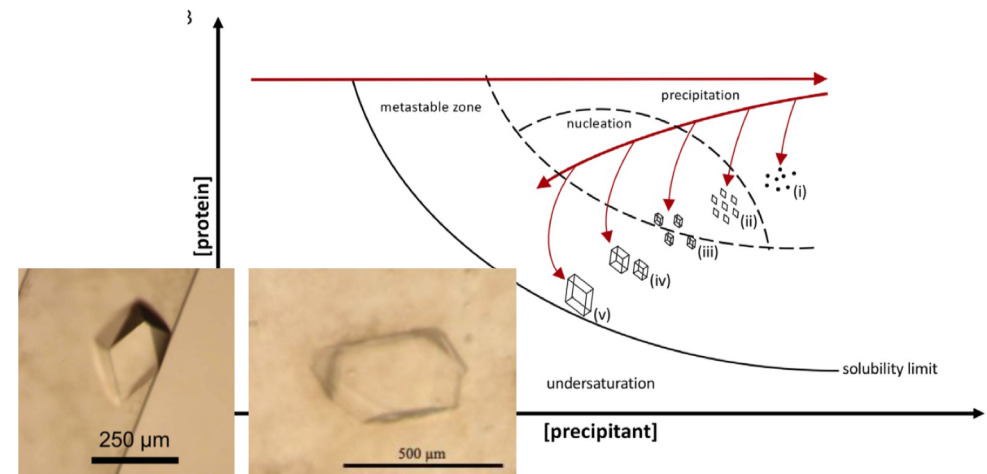 metastable zone
precipitation
nucleation
(i)
(ii)
(iii)
(iv)
(v)
[protein]
solubility limit
undersaturation
[precipitant]
250 µm
500 µm